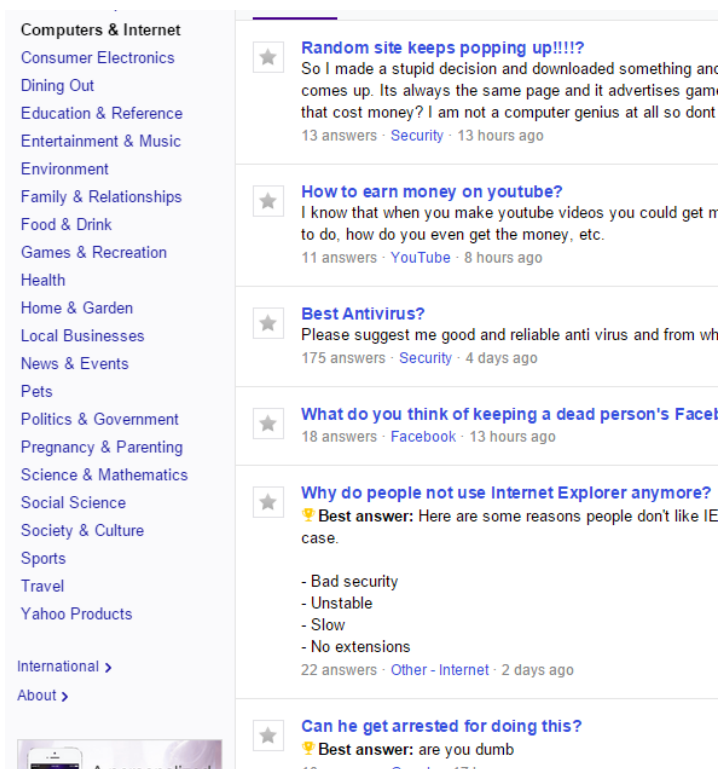 Computers & Internet
Consumer Electronics
Dining Out
Education & Reference
Entertainment & Music
Environment
Family & Relationships
Food & Drink
Games & Recreation
Health
Home & Garden
Local Businesses
News & Events
Pets
Politics & Government
Pregnancy & Parenting
Science & Mathematics
Social Science
Society & Culture
Sports
Travel
Yahoo Products
International >
About >
Random site keeps popping up!!!!?
So I made a stupid decision and downloaded something and
comes up. Its always the same page and it advertises game
that cost money? I am not a computer genius at all so dont
13 answers · Security · 13 hours ago
How to earn money on youtube?
I know that when you make youtube videos you could get m
to do, how do you even get the money, etc.
11 answers · YouTube · 8 hours ago
Best Antivirus?
Please suggest me good and reliable anti virus and from wh
175 answers · Security · 4 days ago
What do you think of keeping a dead person's Faceb
18 answers · Facebook · 13 hours ago
Why do people not use Internet Explorer anymore?
Best answer: Here are some reasons people don't like IE
case.
- Bad security
- Unstable
- Slow
- No extensions
22 answers · Other - Internet · 2 days ago
Can he get arrested for doing this?
Best answer: are you dumb